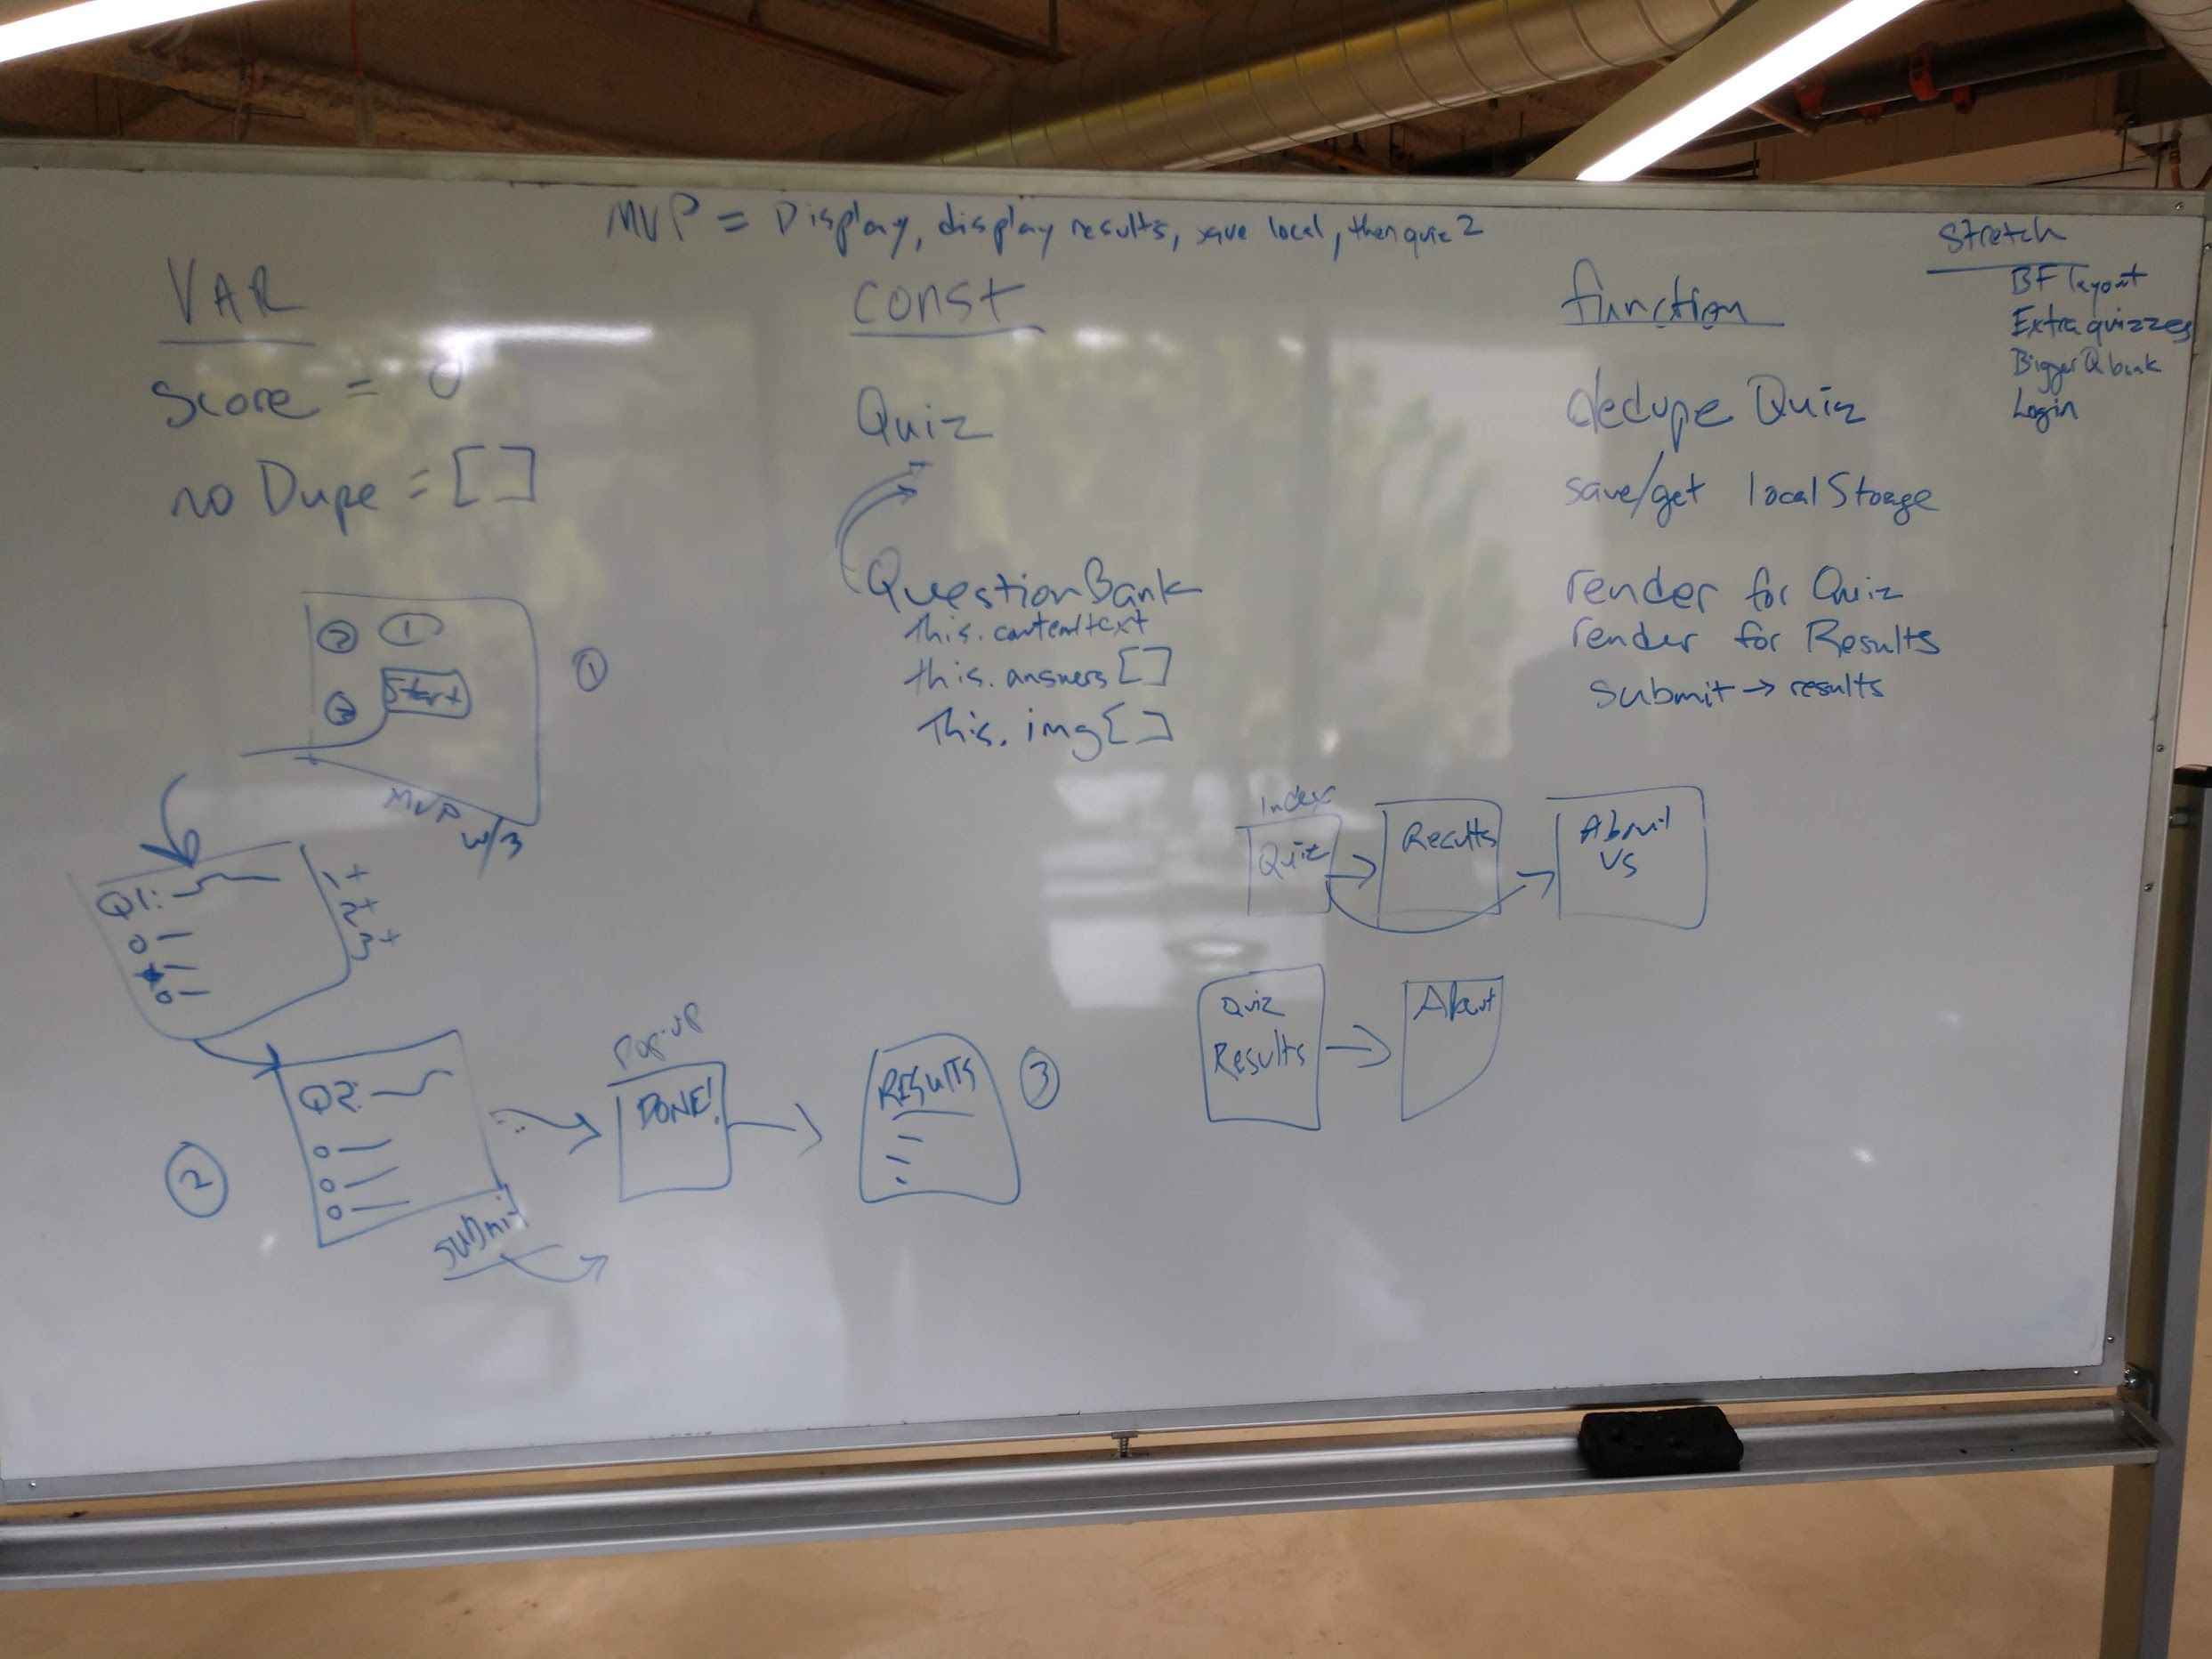 MVP = Display, display results, save local, then quiz 2
Stretch
BF layout
Extra quizzes
Bigger Q bank
Login
VAR
Score = 0
no Dupe = []
const
Quiz
QuestionBank
this.contentext
this.answers []
this.img []
function
dedupe Quiz
save/get localStorage
render for Quiz
render for Results
submit → results
2 1
3 Start
1
MVP
w/3
Q1:
1+
2+
3+
Q2:
2
Submit
Pop-up
DONE!
RESULTS
3
Index
Quiz
Results
About
US
Quiz
Results
About